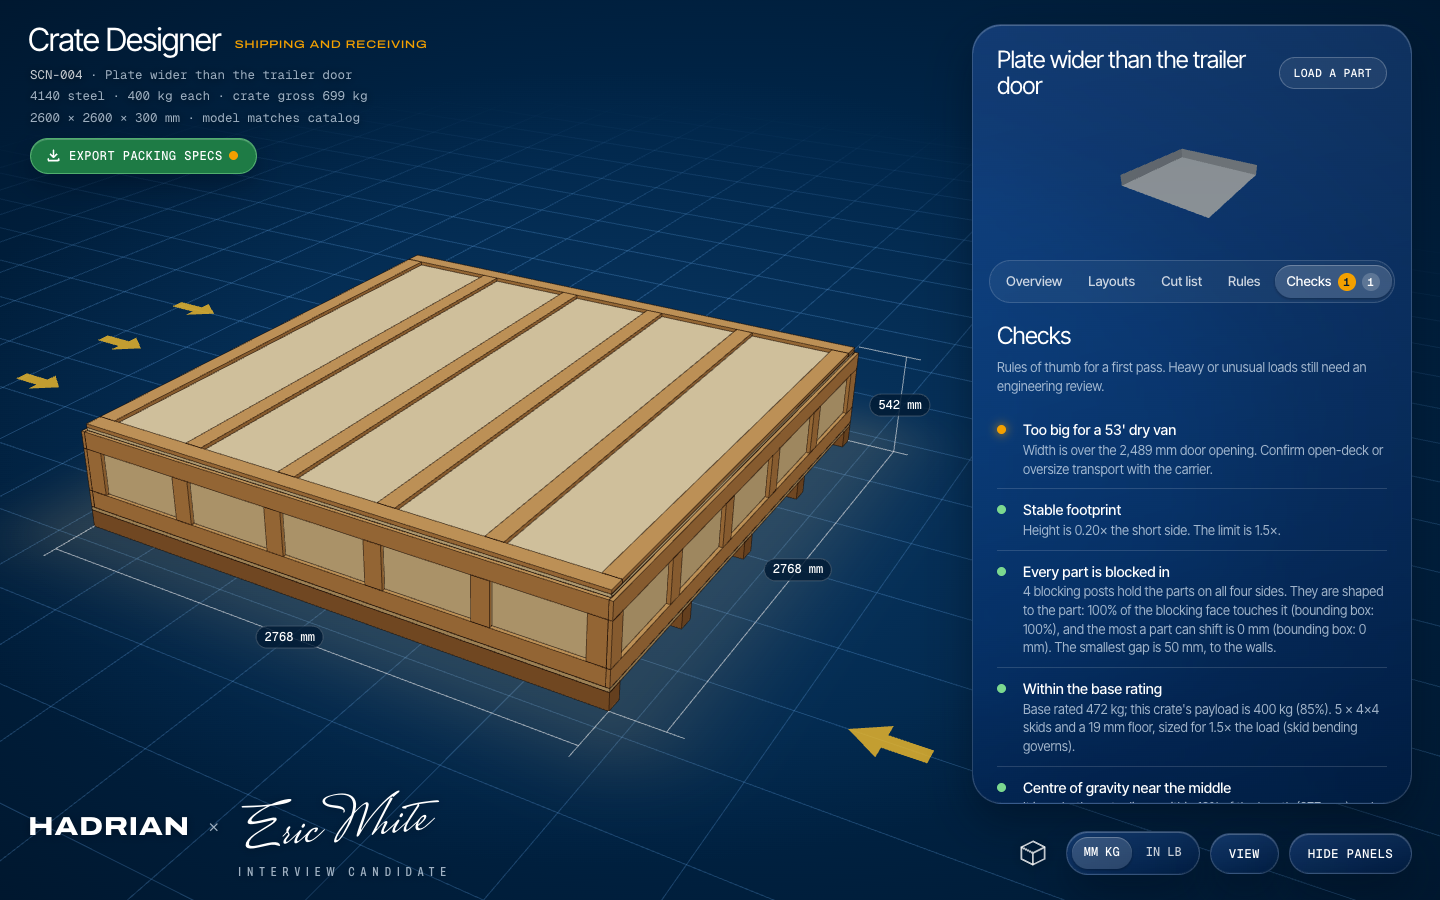 Crate Designer SHIPPING AND RECEIVING
SCN-004 · Plate wider than the trailer door
4140 steel · 400 kg each · crate gross 699 kg
2600 × 2600 × 300 mm · model matches catalog
EXPORT PACKING SPECS
542 mm
2768 mm
2768 mm
HADRIAN × Eric White
INTERVIEW CANDIDATE
Plate wider than the trailer
door
LOAD A PART
Overview Layouts Cut list Rules Checks 1 1
Checks
Rules of thumb for a first pass. Heavy or unusual loads still need an
engineering review.
Too big for a 53' dry van
Width is over the 2,489 mm door opening. Confirm open-deck or
oversize transport with the carrier.
Stable footprint
Height is 0.20× the short side. The limit is 1.5×.
Every part is blocked in
4 blocking posts hold the parts on all four sides. They are shaped
to the part: 100% of the blocking face touches it (bounding box:
100%), and the most a part can shift is 0 mm (bounding box: 0
mm). The smallest gap is 50 mm, to the walls.
Within the base rating
Base rated 472 kg; this crate's payload is 400 kg (85%). 5 × 4×4
skids and a 19 mm floor, sized for 1.5× the load (skid bending
governs).
Centre of gravity near the middle
MM KG IN LB VIEW HIDE PANELS